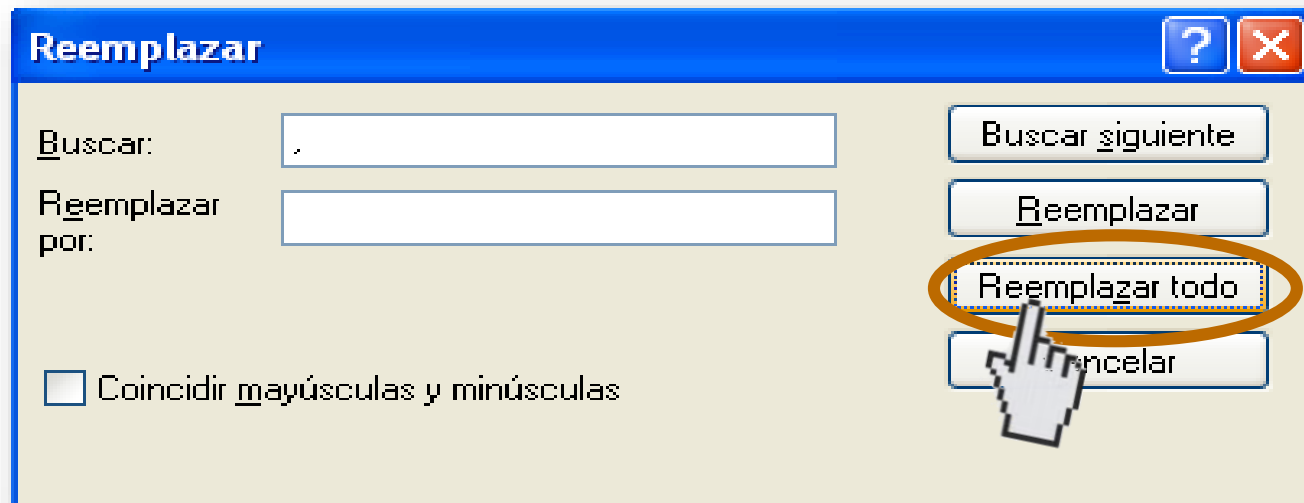 Reemplazar
Buscar:
,
Buscar siguiente
Reemplazar
por:
Reemplazar
Reemplazar todo
Coincidir mayúsculas y minúsculas